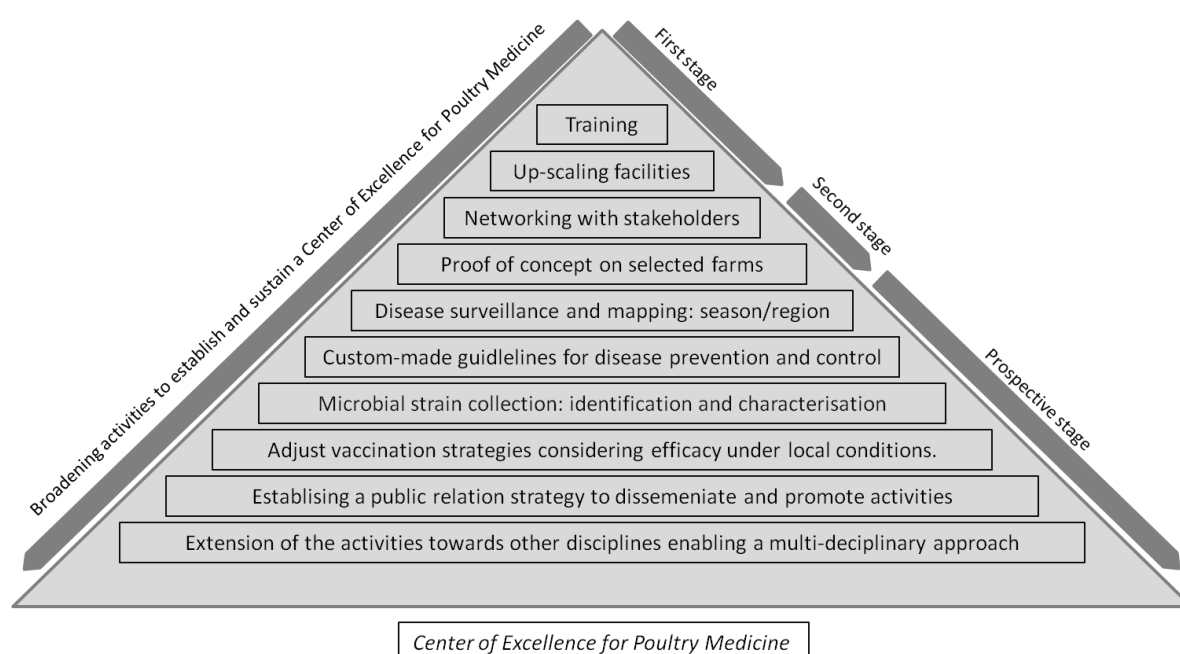 Broadening activities to establish and sustain a Center of Excellence for Poultry Medicine
First stage
Second stage
Prospective stage
Training
Up-scaling facilities
Networking with stakeholders
Proof of concept on selected farms
Disease surveillance and mapping: season/region
Custom-made guidlelines for disease prevention and control
Microbial strain collection: identification and characterisation
Adjust vaccination strategies considering efficacy under local conditions.
Establising a public relation strategy to dissemeniate and promote activities
Extension of the activities towards other disciplines enabling a multi-deciplinary approach
Center of Excellence for Poultry Medicine